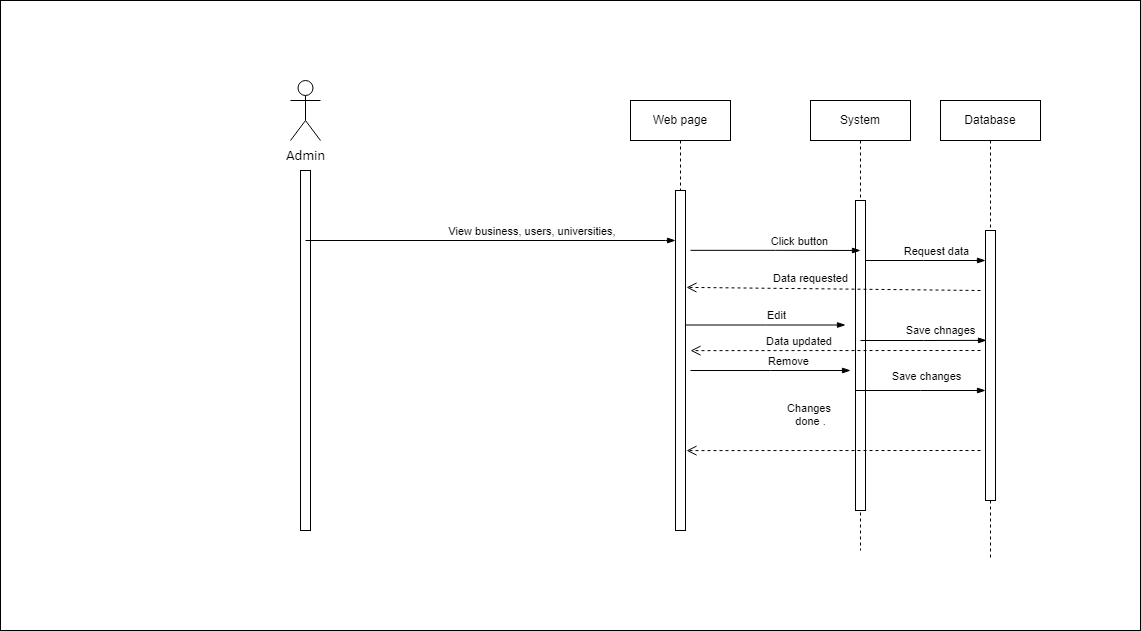 Admin
Web page
System
Database
View business, users, universities,
Click button
Request data
Data requested
Edit
Save chnages
Data updated
Remove
Save changes
Changes
done .